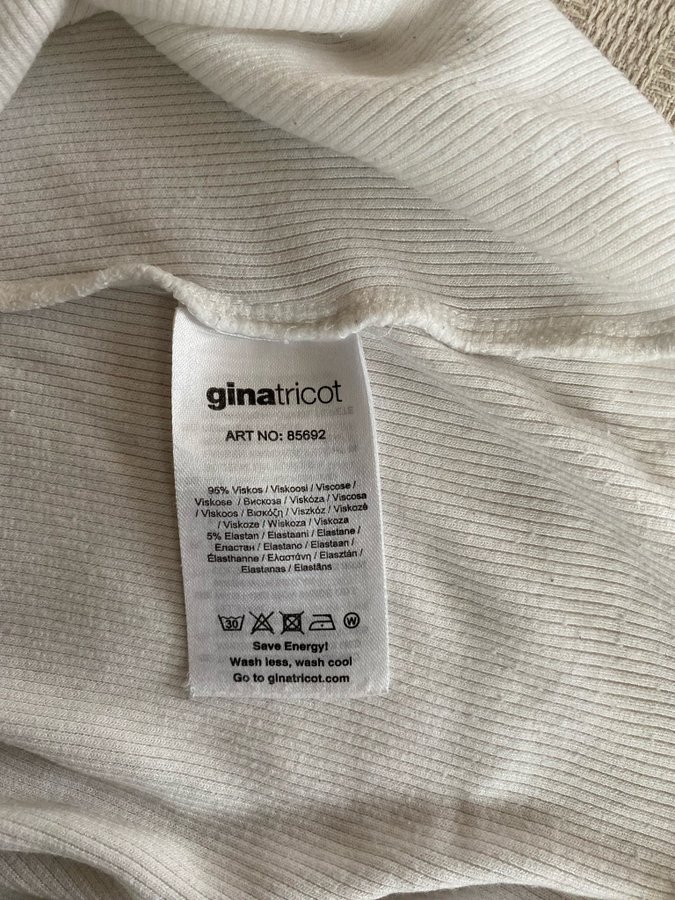 ginatricot
ART NO: 85692
95% Viskos / Viskoosi / Viscose /
Viskose / Вискоза / Viskóza / Viscosa
/ Viskoos / Βισκόζη / Viszkóz / Viskozė
/ Viskoze / Wiskoza / Viskoza
5% Elastan / Elastaani / Elastane /
Еластан / Elastano / Elastaan /
Élasthanne / Ελαστάνη / Elasztán /
Elastanas / Elastāns
30
W
Save Energy!
Wash less, wash cool
Go to ginatricot.com